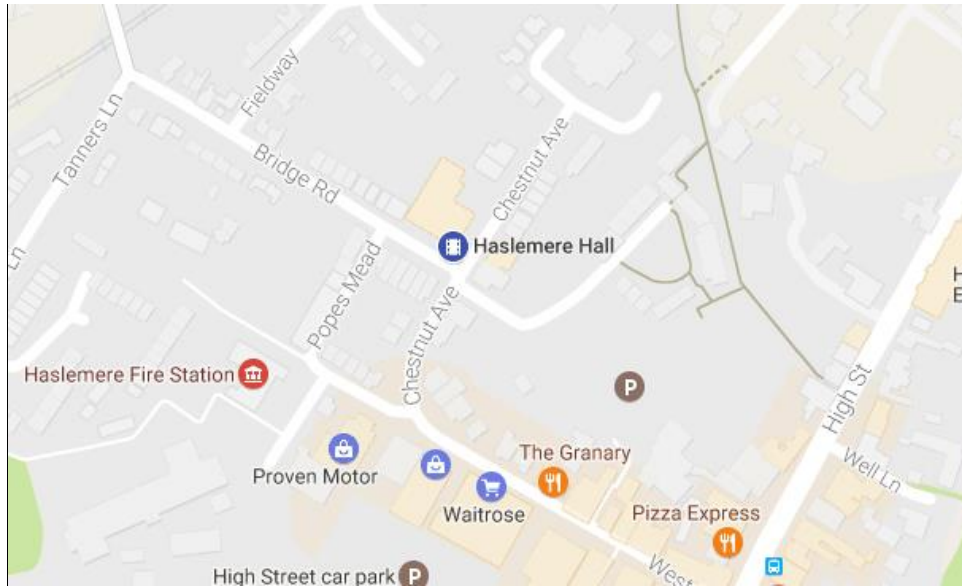 Fieldway
Tanners Ln
Bridge Rd
Chestnut Ave
Haslemere Hall
Ln
Popes Mead
H
E
Chestnut Ave
Haslemere Fire Station
P
High St
Proven Motor
The Granary
Well Ln
Waitrose
Pizza Express
West
High Street car park P